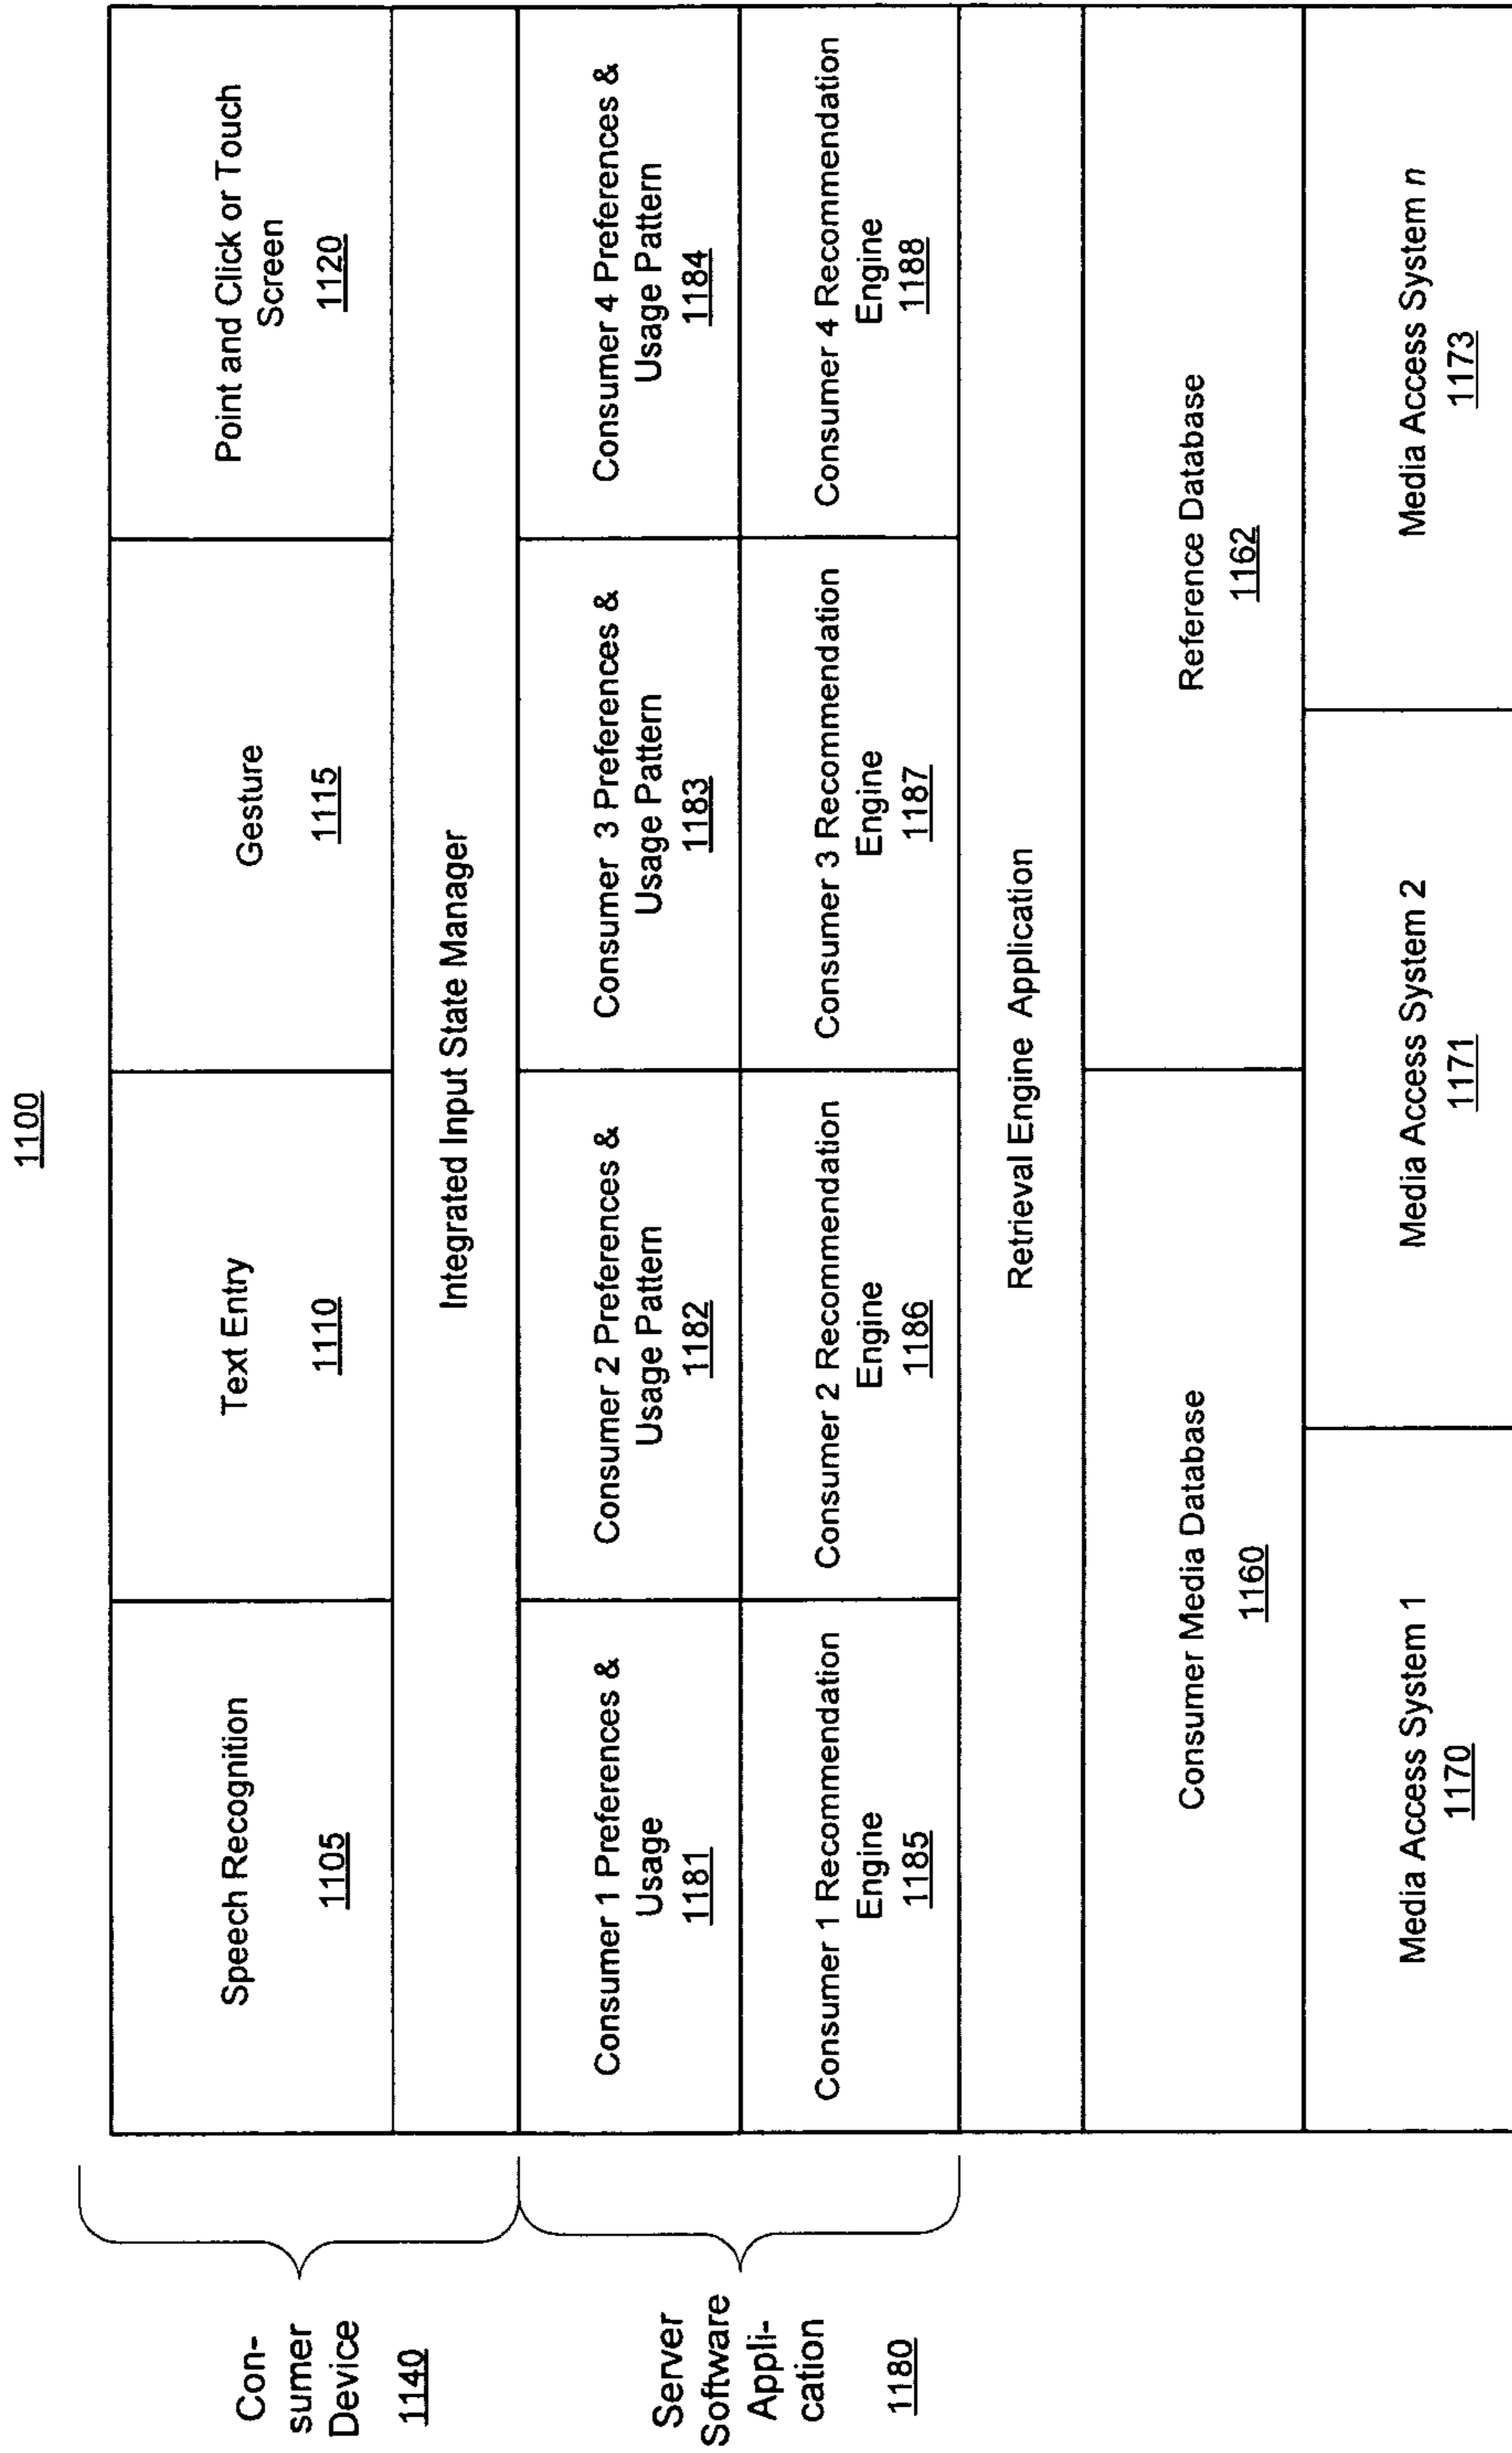 1100
Con-
sumer
Device
1140
Speech Recognition
1105
Text Entry
1110
Gesture
1115
Point and Click or Touch
Screen
1120
Integrated Input State Manager
Server
Software
Appli-
cation
1180
Consumer 1 Preferences &
Usage
1181
Consumer 2 Preferences &
Usage Pattern
1182
Consumer 3 Preferences &
Usage Pattern
1183
Consumer 4 Preferences &
Usage Pattern
1184
Consumer 1 Recommendation
Engine
1185
Consumer 2 Recommendation
Engine
1186
Consumer 3 Recommendation
Engine
1187
Consumer 4 Recommendation
Engine
1188
Retrieval Engine Application
Consumer Media Database
1160
Reference Database
1162
Media Access System 1
1170
Media Access System 2
1171
Media Access System n
1173